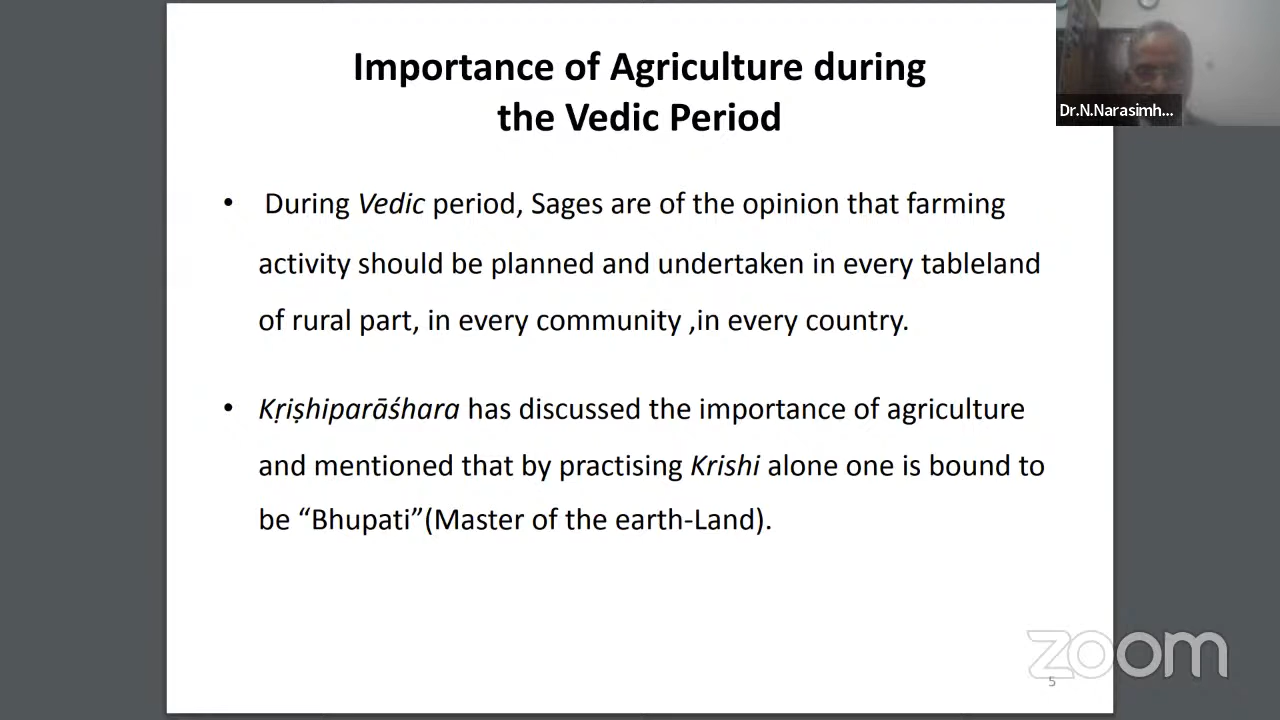 Importance of Agriculture during
the Vedic Period
• During Vedic period, Sages are of the opinion that farming
activity should be planned and undertaken in every tableland
of rural part, in every community ,in every country.
• Kṛiṣhiparāśhara has discussed the importance of agriculture
and mentioned that by practising Krishi alone one is bound to
be “Bhupati”(Master of the earth-Land).
Dr.N.Narasimh...
zoom
5